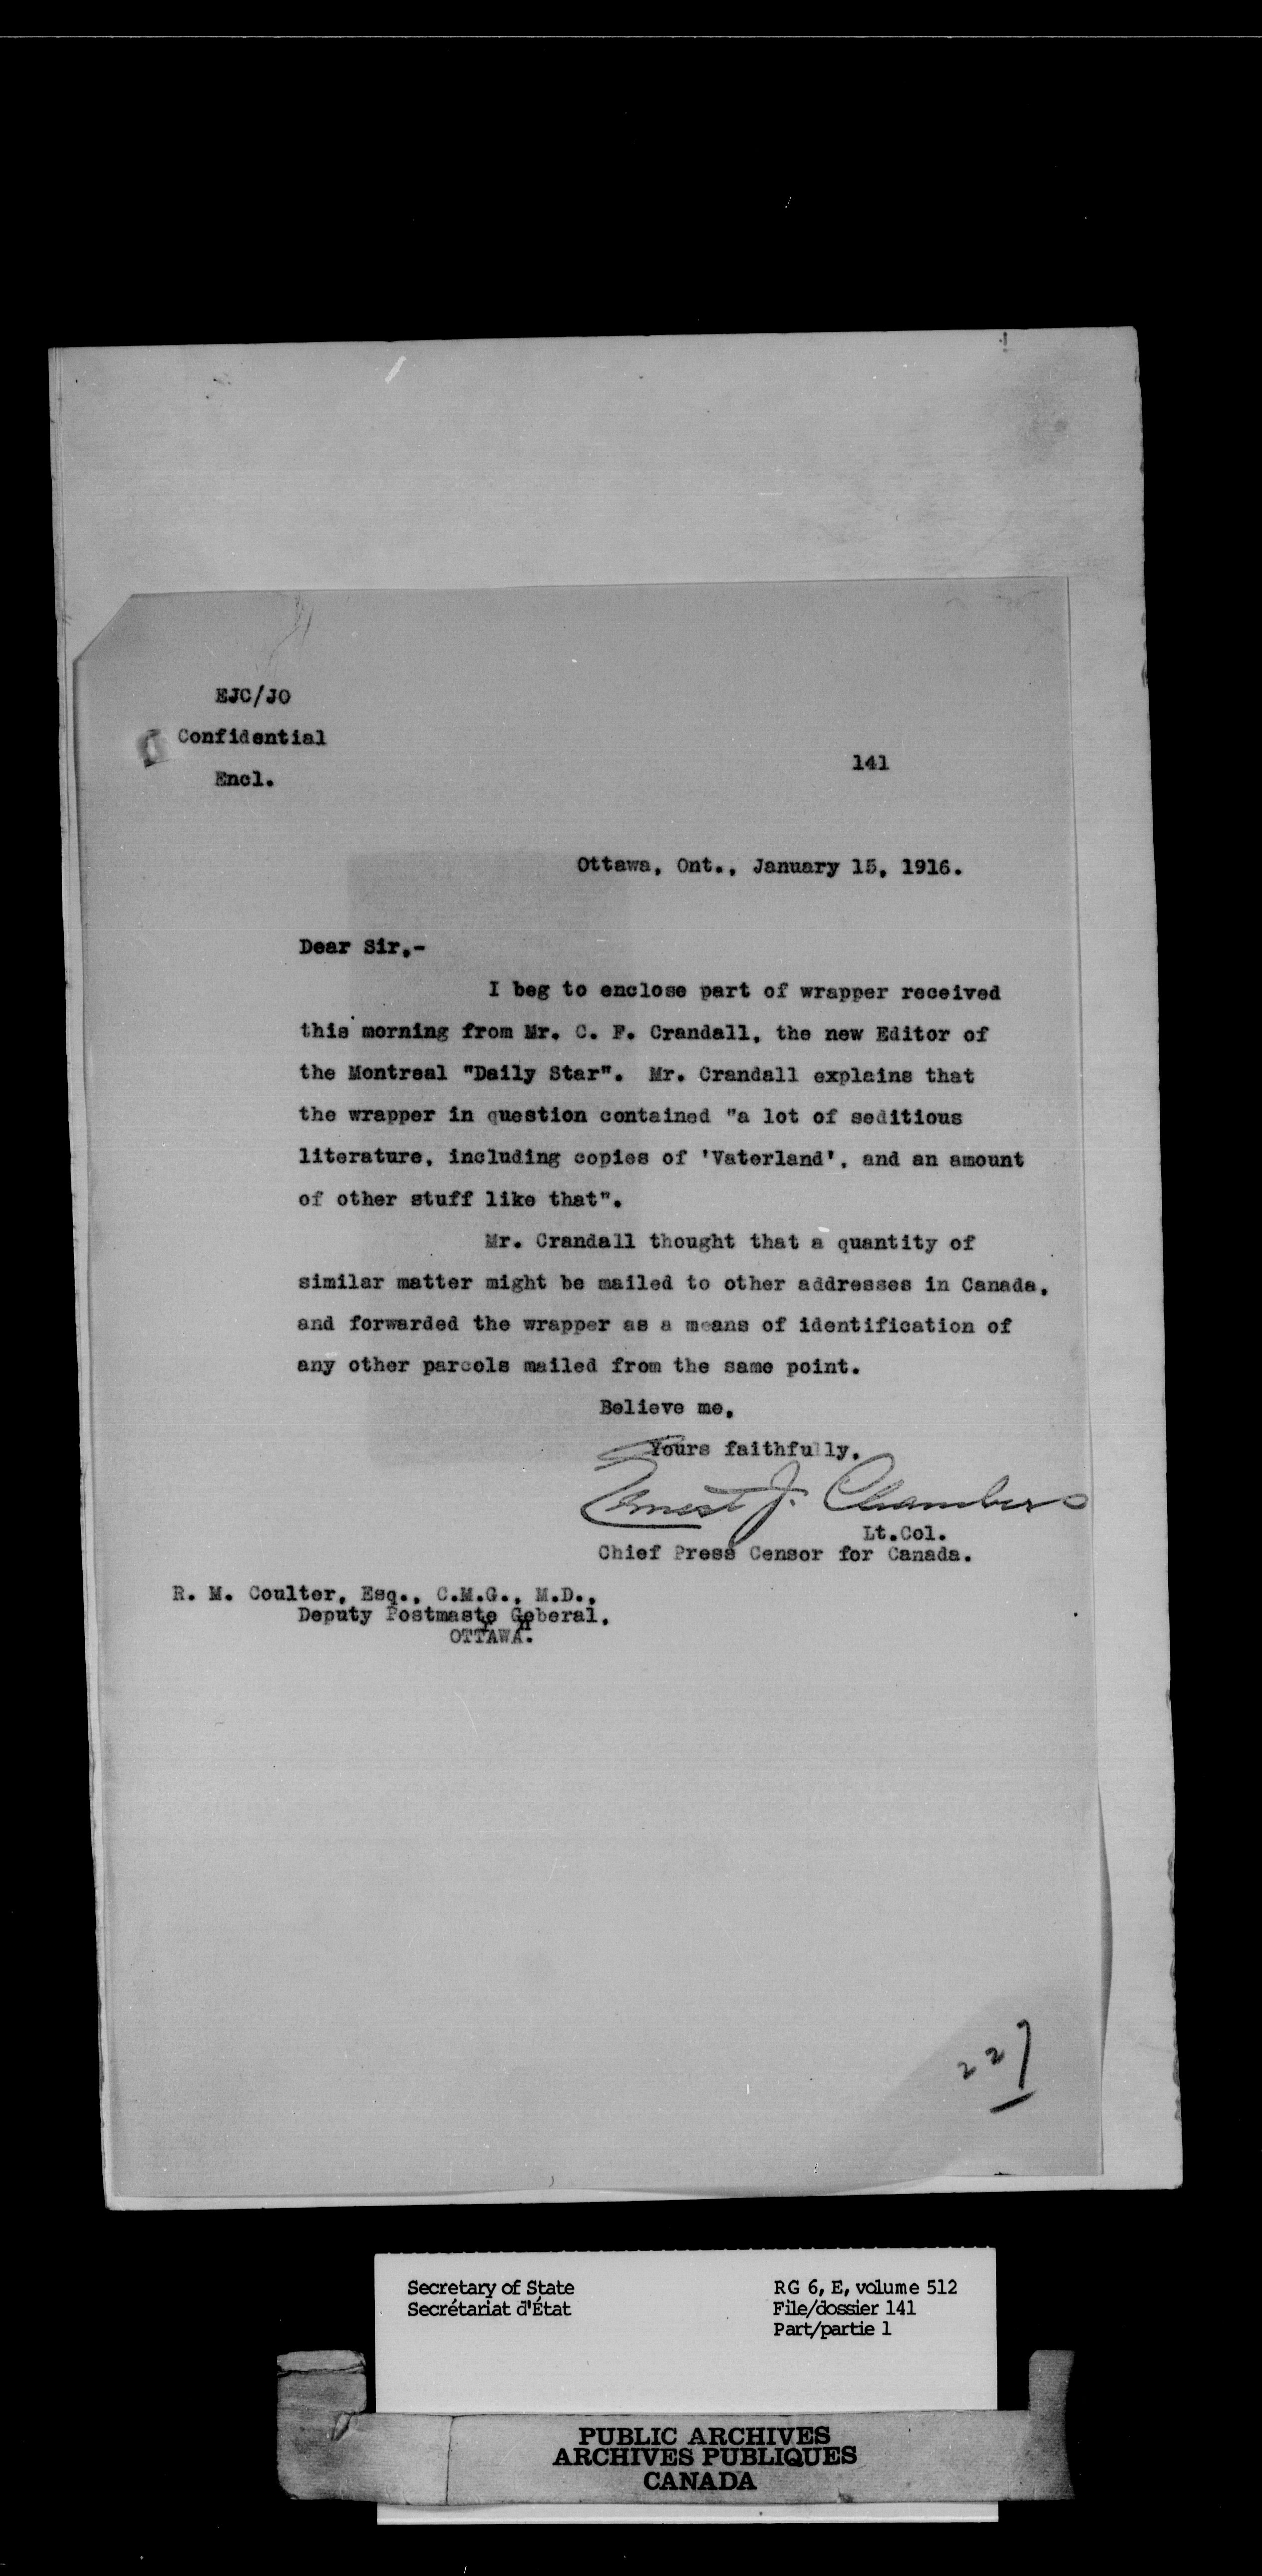 EJC/JO
Confidential
Encl.
141
Ottawa, Ont., January 15, 1916.
Dear Sir,-
I beg to enclose part of wrapper received
this morning from Mr. C. F. Crandall, the new Editor of
the Montreal "Daily Star". Mr. Crandall explains that
the wrapper in question contained "a lot of seditious
literature, including copies of 'Vaterland', and an amount
of other stuff like that".
Mr. Crandall thought that a quantity of
similar matter might be mailed to other addresses in Canada,
and forwarded the wrapper as a means of identification of
any other parcels mailed from the same point.
Believe me,
Yours faithfully,
Ernest J. Chambers
Lt.Col.
Chief Press Censor for Canada.
R. M. Coulter, Esq., C.M.G., M.D.,
Deputy Postmaster General,
OTTAWA.
227
Secretary of State
Secrétariat d'État
RG 6, E, volume 512
File/dossier 141
Part/partie 1
PUBLIC ARCHIVES
ARCHIVES PUBLIQUES
CANADA